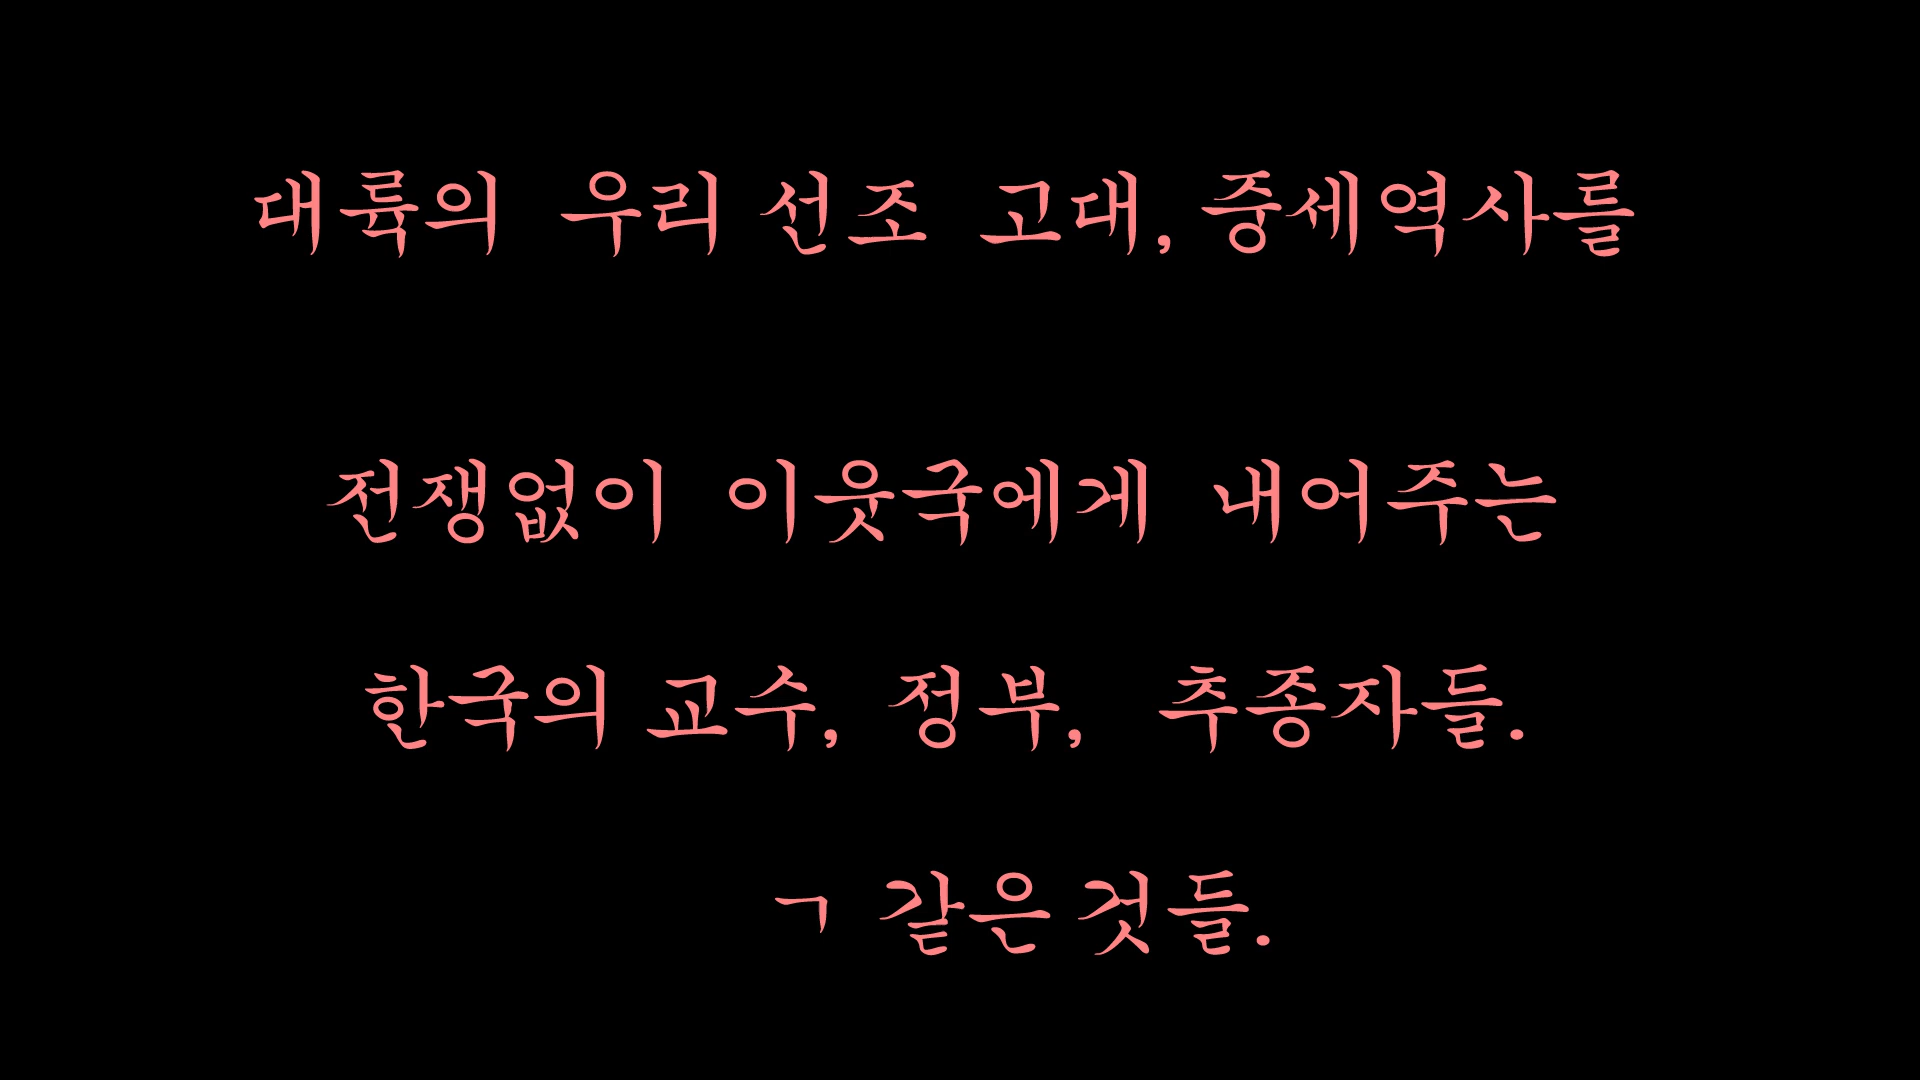 대륙의 우리 선조 고대, 중세역사를
전쟁없이 이웃국에게 내어주는
한국의 교수, 정부, 추종자들.
ㄱ 같은 것들.